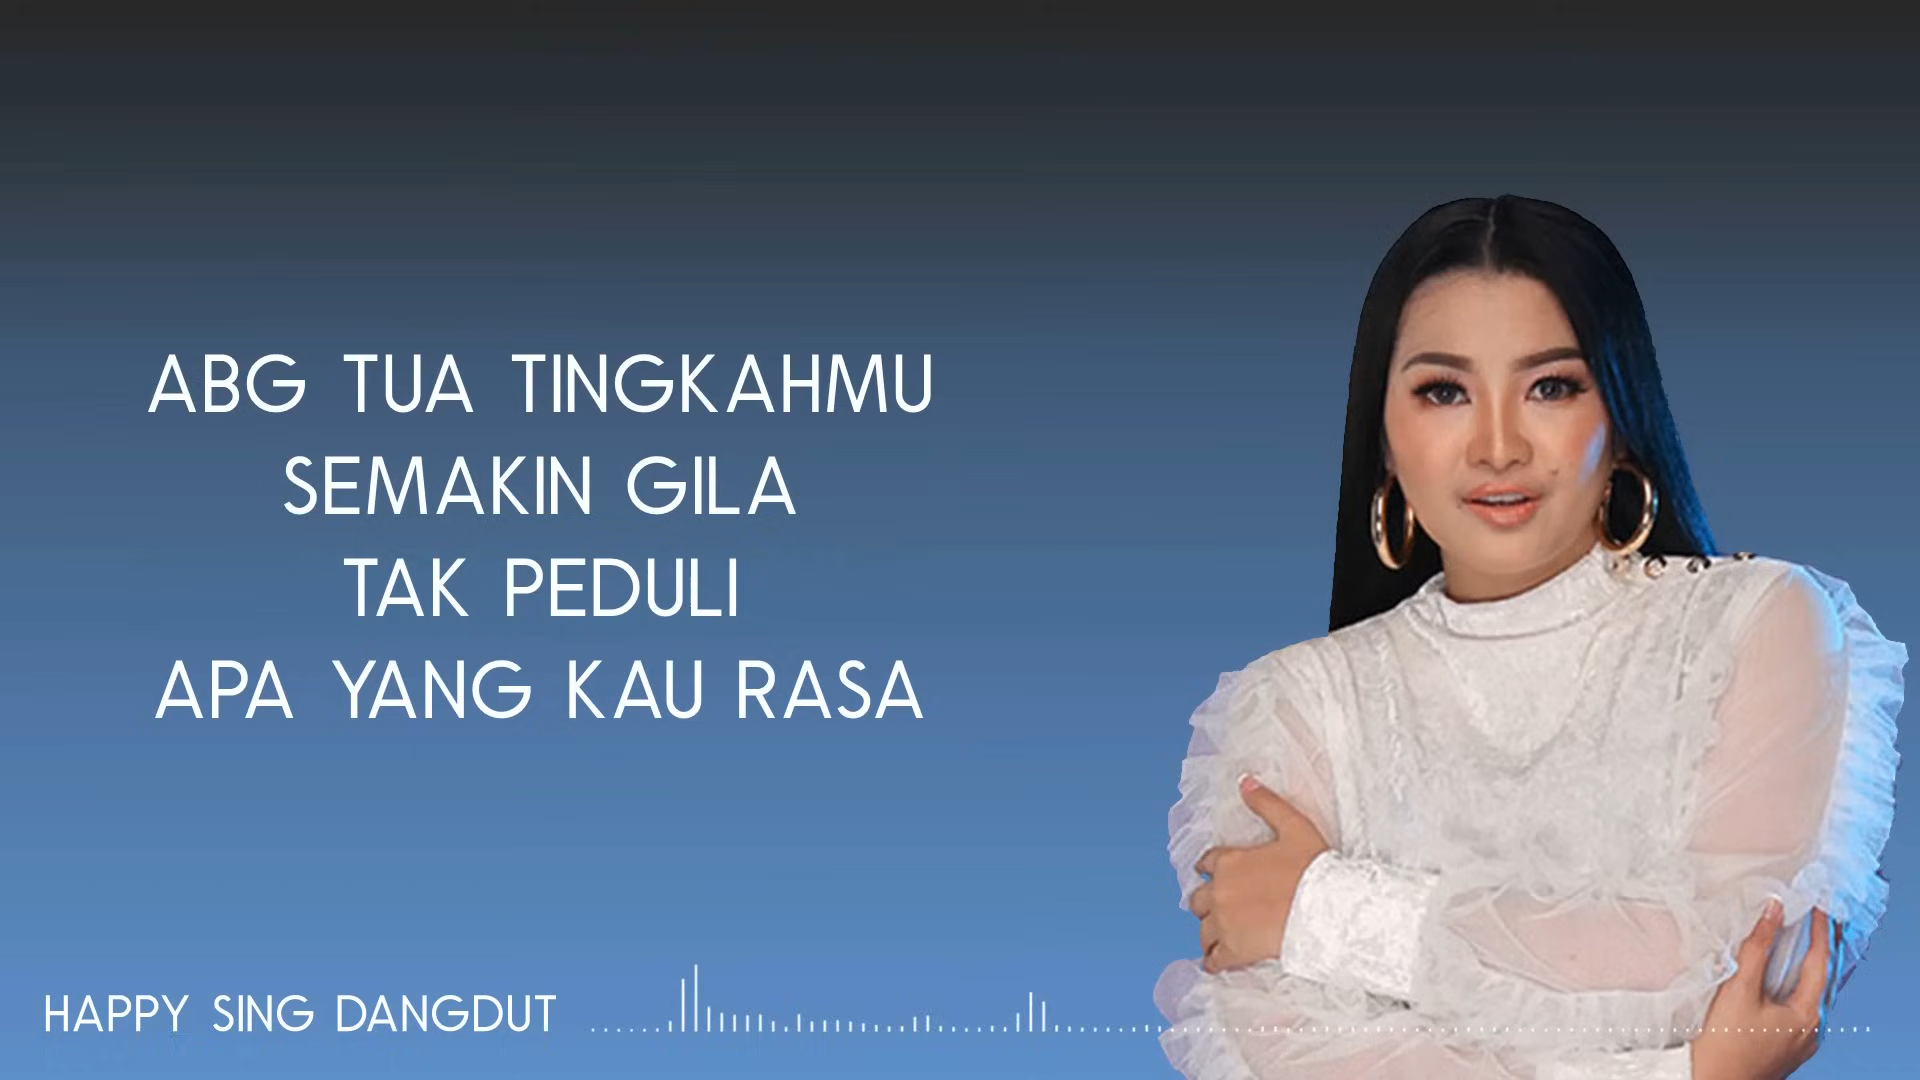 ABG TUA TINGKAHMU
SEMAKIN GILA
TAK PEDULI
APA YANG KAU RASA
HAPPY SING DANGDUT